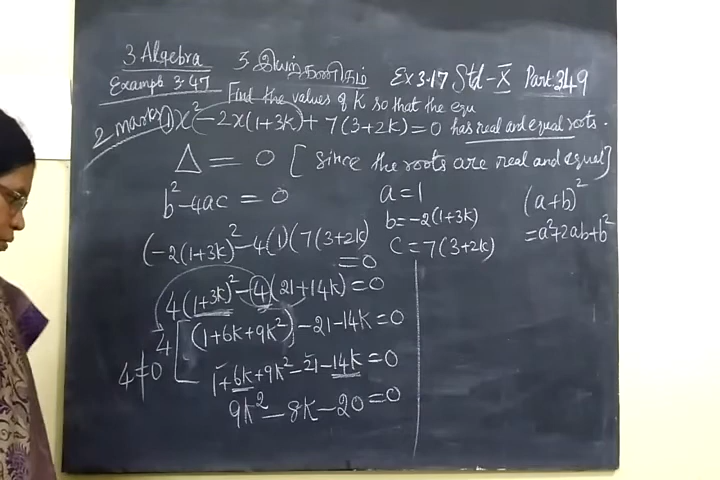 3 Algebra 3 இயற்கணிதம் Ex 3.17 Std - X Part 349
Example 3.47 Find the values of K so that the equ
2 marks 1) x² - 2x(1+3k) + 7(3+2k) = 0 has real and equal roots.
Δ = 0 [Since the roots are real and equal]
b² - 4ac = 0
a = 1
b = -2(1+3k)
c = 7(3+2k)
(a+b)²
= a²+2ab+b²
(-2(1+3k)² - 4(1)(7(3+2k)
= 0
4(1+3k)² - 4(21+14k) = 0
4[(1+6k+9k²) - 21 - 14k = 0
4≠0 1+6k+9k² - 21 - 14k = 0
9k² - 8k - 20 = 0